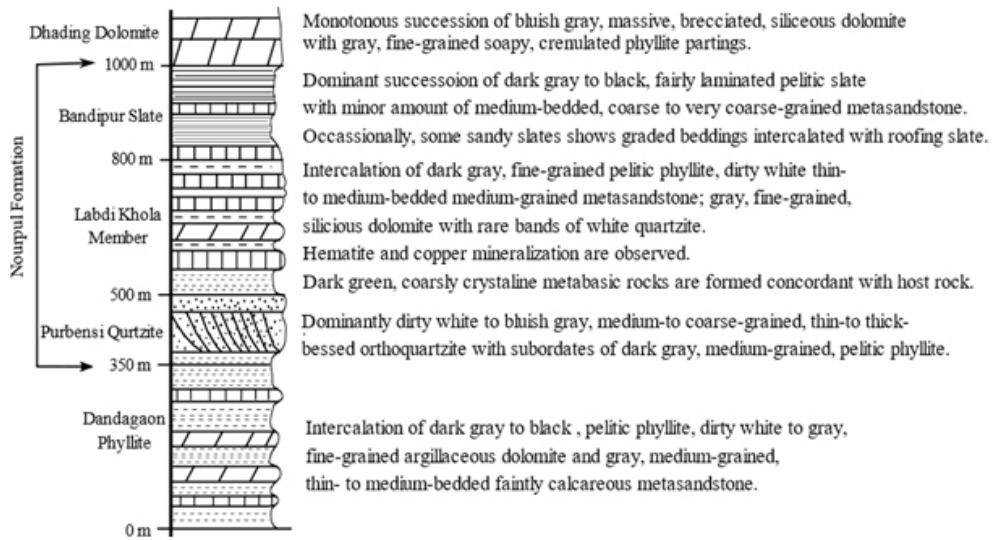 Dhading Dolomite
Monotonous succession of bluish gray, massive, brecciated, siliceous dolomite
with gray, fine-grained soapy, crenulated phyllite partings.
1000 m
Nourpul Formation
Bandipur Slate
Dominant successoion of dark gray to black, fairly laminated pelitic slate
with minor amount of medium-bedded, coarse to very coarse-grained metasandstone.
Occassionally, some sandy slates shows graded beddings intercalated with roofing slate.
800 m
Labdi Khola
Member
Intercalation of dark gray, fine-grained pelitic phyllite, dirty white thin-
to medium-bedded medium-grained metasandstone; gray, fine-grained,
silicious dolomite with rare bands of white quartzite.
Hematite and copper mineralization are observed.
Dark green, coarsly crystaline metabasic rocks are formed concordant with host rock.
500 m
Purbensi Qurtzite
Dominantly dirty white to bluish gray, medium-to coarse-grained, thin-to thick-
bessed orthoquartzite with subordates of dark gray, medium-grained, pelitic phyllite.
350 m
Dandagaon
Phyllite
Intercalation of dark gray to black , pelitic phyllite, dirty white to gray,
fine-grained argillaceous dolomite and gray, medium-grained,
thin- to medium-bedded faintly calcareous metasandstone.
0 m